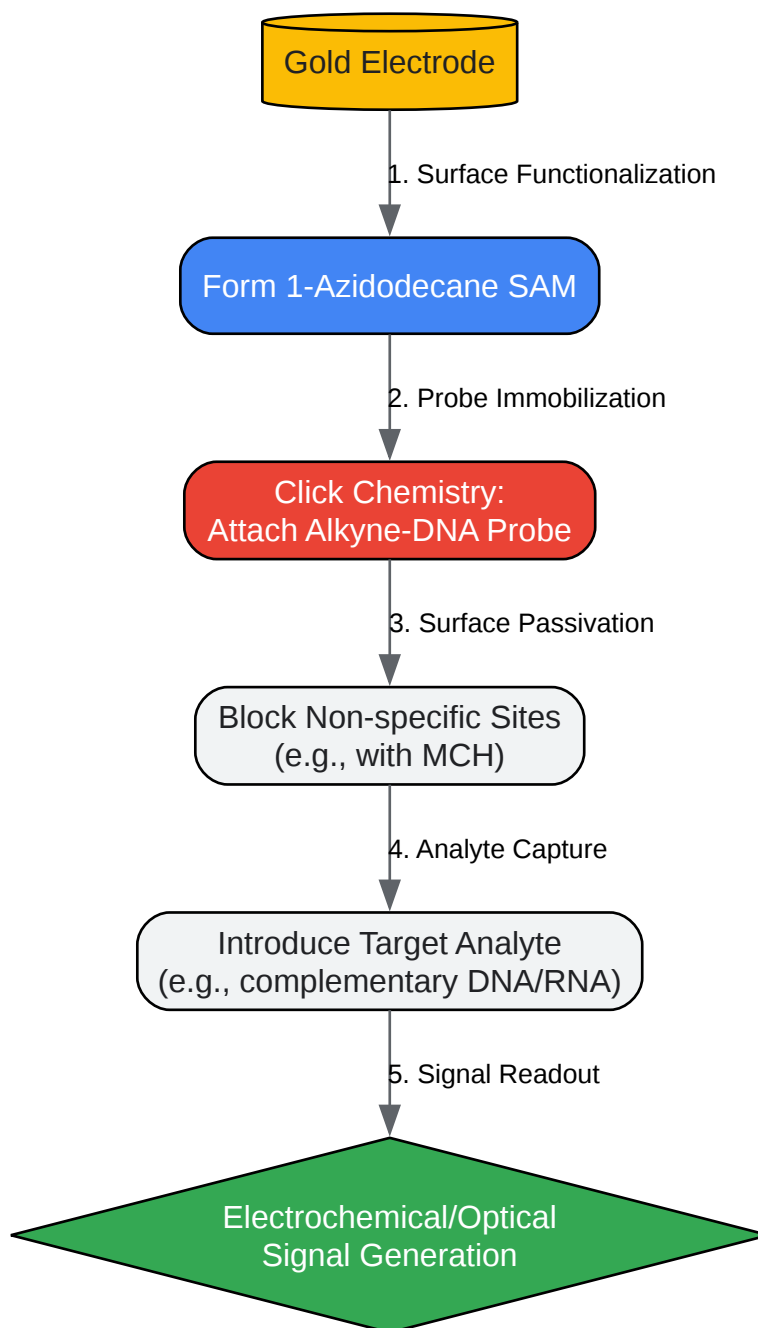 Gold Electrode
1. Surface Functionalization
Form 1-Azidodecane SAM
2. Probe Immobilization
Click Chemistry:
Attach Alkyne-DNA Probe
3. Surface Passivation
Block Non-specific Sites
(e.g., with MCH)
4. Analyte Capture
Introduce Target Analyte
(e.g., complementary DNA/RNA)
5. Signal Readout
Electrochemical/Optical
Signal Generation